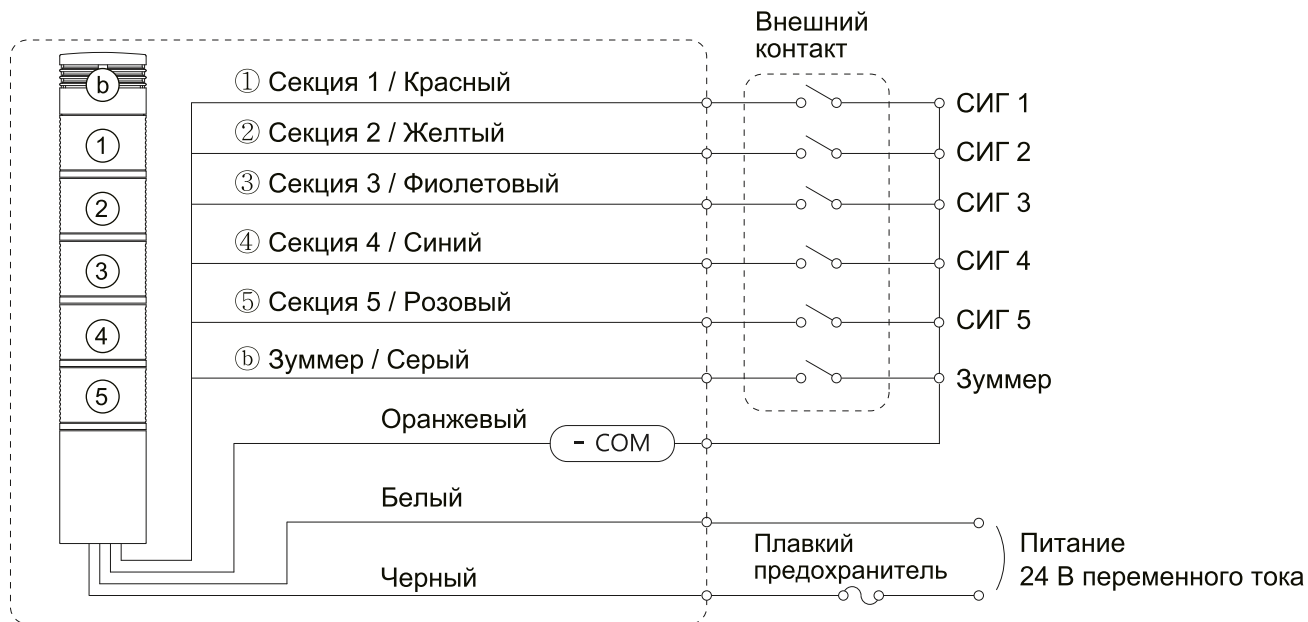 Внешний
контакт
b
1
2
3
4
5
① Секция 1 / Красный
СИГ 1
② Секция 2 / Желтый
СИГ 2
③ Секция 3 / Фиолетовый
СИГ 3
④ Секция 4 / Синий
СИГ 4
⑤ Секция 5 / Розовый
СИГ 5
ⓑ Зуммер / Серый
Зуммер
Оранжевый
- COM
Белый
Черный
Плавкий
предохранитель
Питание
24 В переменного тока